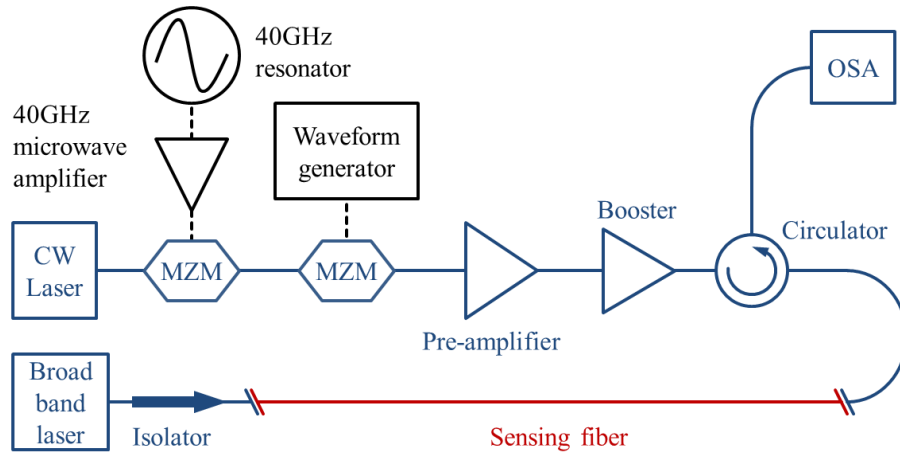 40GHz
resonator
40GHz
microwave
amplifier
Waveform
generator
OSA
CW
Laser
MZM
MZM
Booster
Circulator
Pre-amplifier
Broad
band
laser
Isolator
Sensing fiber